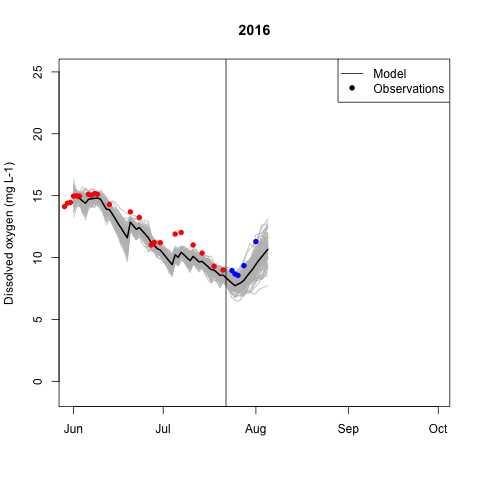 2016
Model
Observations
Dissolved oxygen (mg L-1)
25
20
15
10
5
0
Jun
Jul
Aug
Sep
Oct